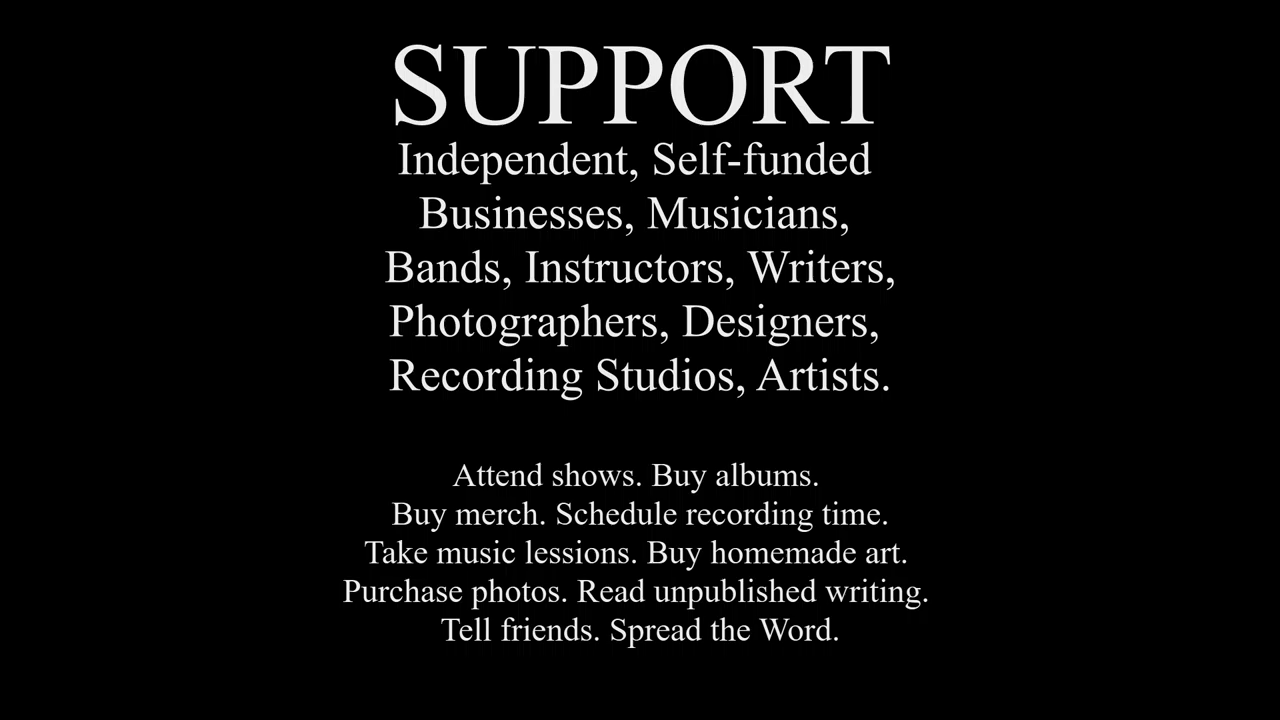 SUPPORT
Independent, Self-funded
Businesses, Musicians,
Bands, Instructors, Writers,
Photographers, Designers,
Recording Studios, Artists.
Attend shows. Buy albums.
Buy merch. Schedule recording time.
Take music lessions. Buy homemade art.
Purchase photos. Read unpublished writing.
Tell friends. Spread the Word.